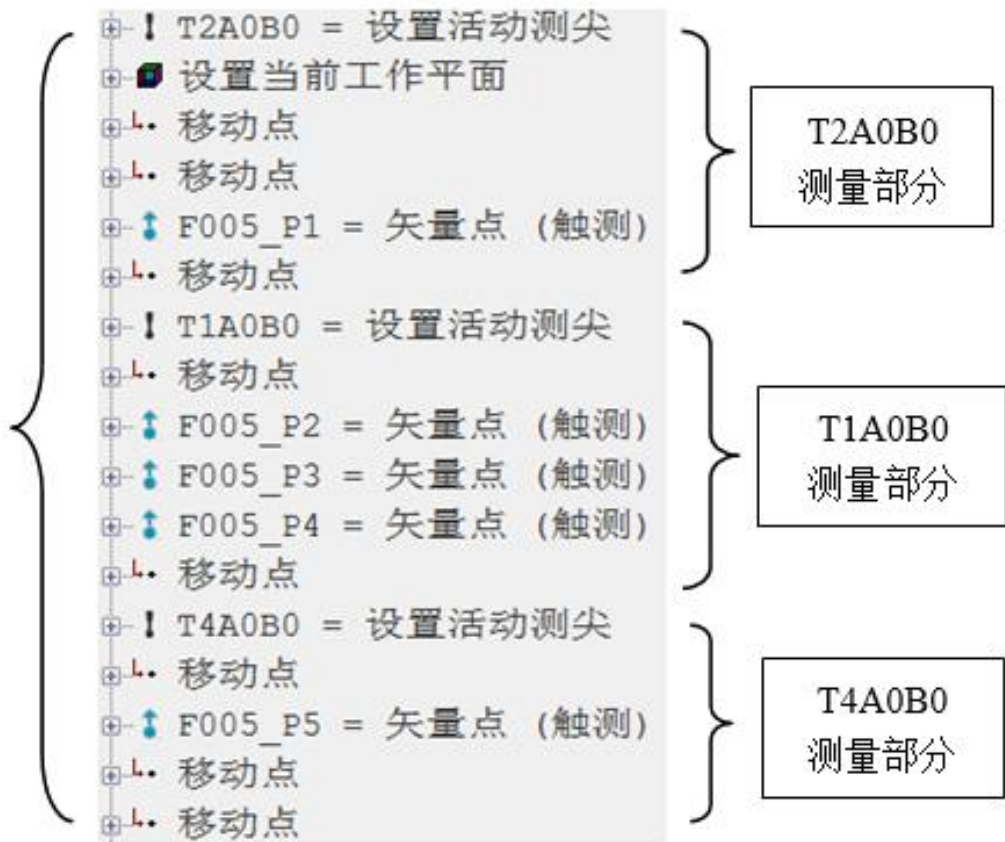 T2A0B0 = 设置活动测尖
设置当前工作平面
移动点
移动点
F005_P1 = 矢量点 (触测)
移动点
T1A0B0 = 设置活动测尖
移动点
F005_P2 = 矢量点 (触测)
F005_P3 = 矢量点 (触测)
F005_P4 = 矢量点 (触测)
移动点
T4A0B0 = 设置活动测尖
移动点
F005_P5 = 矢量点 (触测)
移动点
移动点
T2A0B0
测量部分
T1A0B0
测量部分
T4A0B0
测量部分